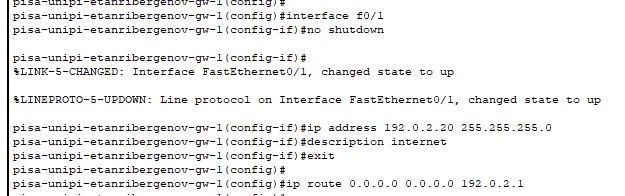 pisa-unipi-etanribergenov-gw-1(config)#
pisa-unipi-etanribergenov-gw-1(config)#interface f0/1
pisa-unipi-etanribergenov-gw-1(config-if)#no shutdown
pisa-unipi-etanribergenov-gw-1(config-if)#
%LINK-5-CHANGED: Interface FastEthernet0/1, changed state to up
%LINEPROTO-5-UPDOWN: Line protocol on Interface FastEthernet0/1, changed state to up
pisa-unipi-etanribergenov-gw-1(config-if)#ip address 192.0.2.20 255.255.255.0
pisa-unipi-etanribergenov-gw-1(config-if)#description internet
pisa-unipi-etanribergenov-gw-1(config-if)#exit
pisa-unipi-etanribergenov-gw-1(config)#
pisa-unipi-etanribergenov-gw-1(config)#ip route 0.0.0.0 0.0.0.0 192.0.2.1